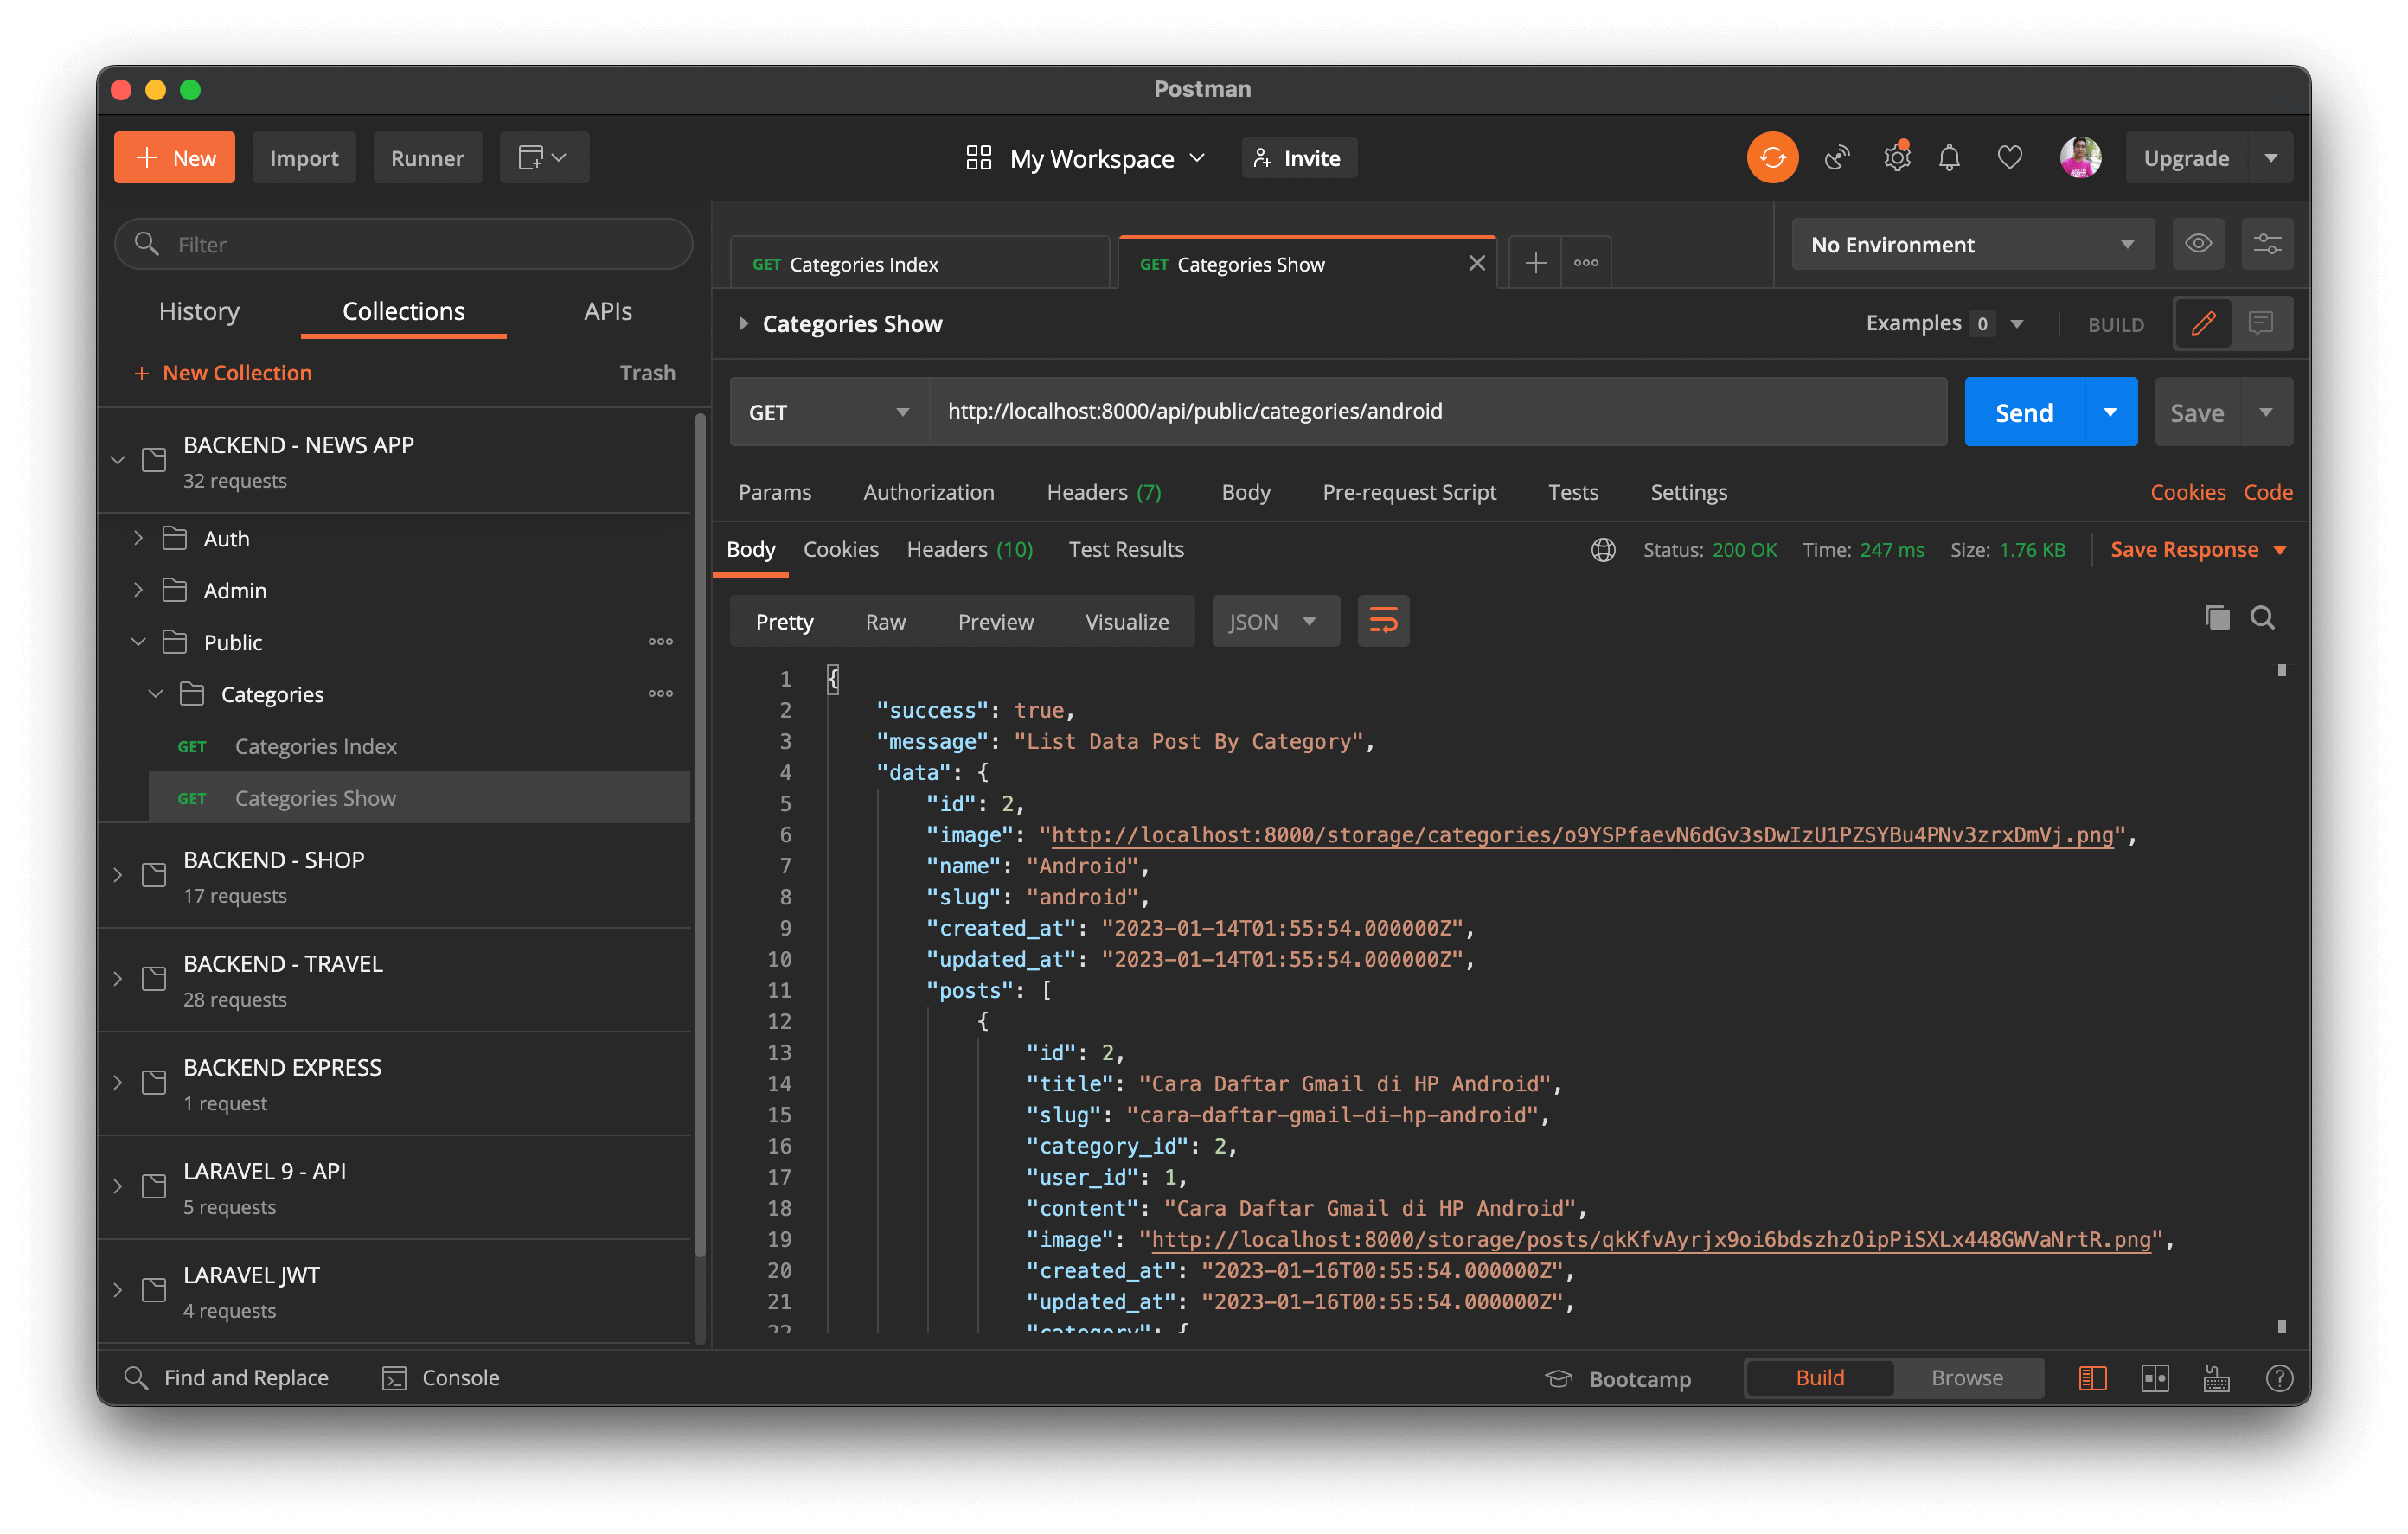 Postman
New
Import
Runner
My Workspace
Invite
Upgrade
Filter
History
Collections
APIs
New Collection
Trash
BACKEND - NEWS APP
32 requests
Auth
Admin
Public
Categories
GET Categories Index
GET Categories Show
BACKEND - SHOP
17 requests
BACKEND - TRAVEL
28 requests
BACKEND EXPRESS
1 request
LARAVEL 9 - API
5 requests
LARAVEL JWT
4 requests
GET Categories Index
GET Categories Show
No Environment
Categories Show
Examples 0
BUILD
GET
http://localhost:8000/api/public/categories/android
Send
Save
Params Authorization Headers (7) Body Pre-request Script Tests Settings Cookies Code
Body Cookies Headers (10) Test Results Status: 200 OK Time: 247 ms Size: 1.76 KB Save Response
Pretty Raw Preview Visualize JSON
1 {
2 "success": true,
3 "message": "List Data Post By Category",
4 "data": {
5 "id": 2,
6 "image": "http://localhost:8000/storage/categories/o9YSPfaevN6dGv3sDwIzU1PZSYBu4PNv3zrxDmVj.png",
7 "name": "Android",
8 "slug": "android",
9 "created_at": "2023-01-14T01:55:54.000000Z",
10 "updated_at": "2023-01-14T01:55:54.000000Z",
11 "posts": [
12 {
13 "id": 2,
14 "title": "Cara Daftar Gmail di HP Android",
15 "slug": "cara-daftar-gmail-di-hp-android",
16 "category_id": 2,
17 "user_id": 1,
18 "content": "Cara Daftar Gmail di HP Android",
19 "image": "http://localhost:8000/storage/posts/qkKfvAyrjx9oi6bdszhzOipPiSXLx448GWVaNrtR.png",
20 "created_at": "2023-01-16T00:55:54.000000Z",
21 "updated_at": "2023-01-16T00:55:54.000000Z",
22 "category": {
Find and Replace
Console
Bootcamp
Build
Browse